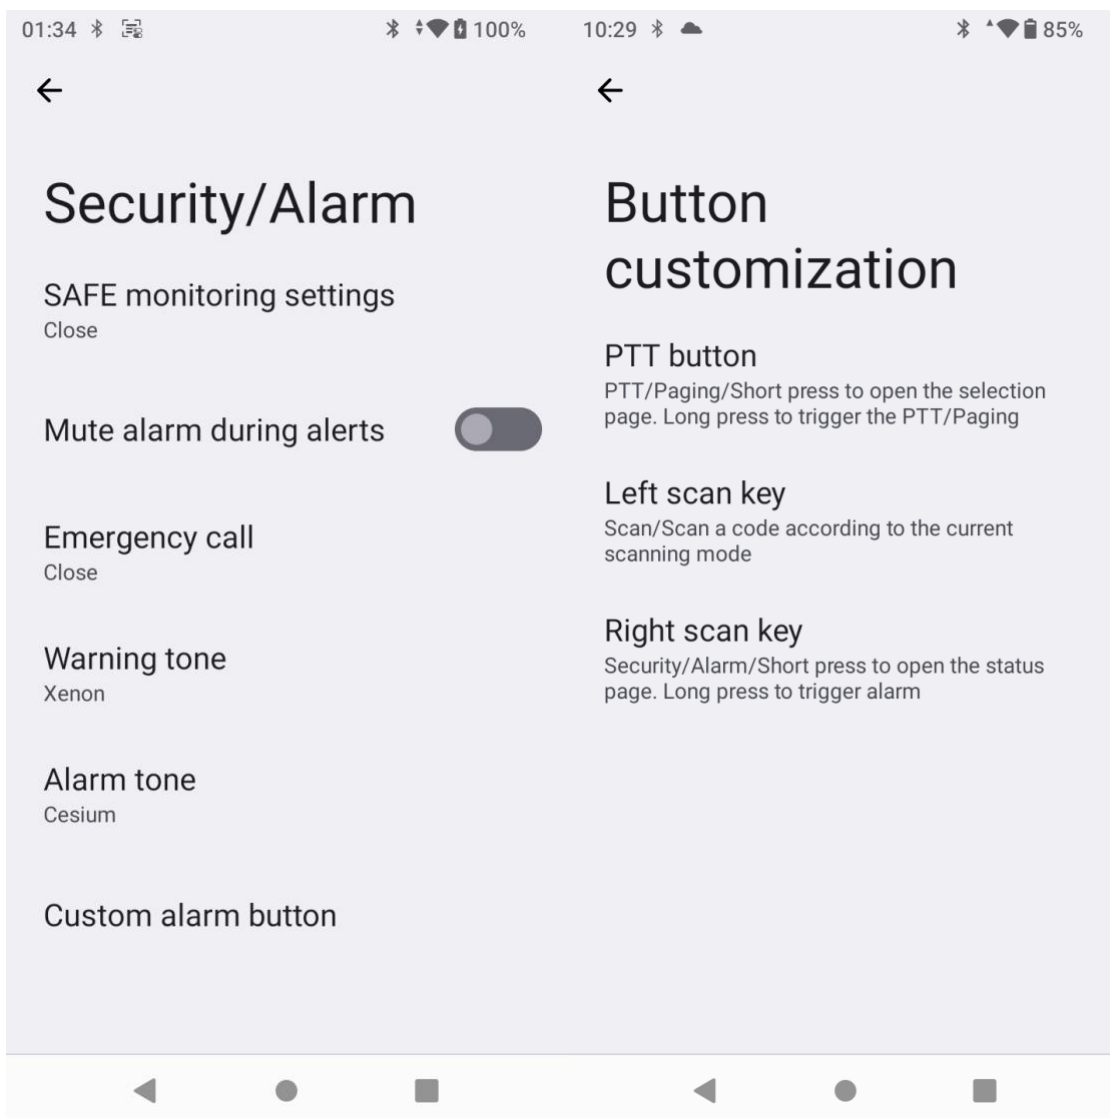 01:34
100%
Security/Alarm
SAFE monitoring settings
Close
Mute alarm during alerts
Emergency call
Close
Warning tone
Xenon
Alarm tone
Cesium
Custom alarm button
10:29
85%
Button
customization
PTT button
PTT/Paging/Short press to open the selection
page. Long press to trigger the PTT/Paging
Left scan key
Scan/Scan a code according to the current
scanning mode
Right scan key
Security/Alarm/Short press to open the status
page. Long press to trigger alarm